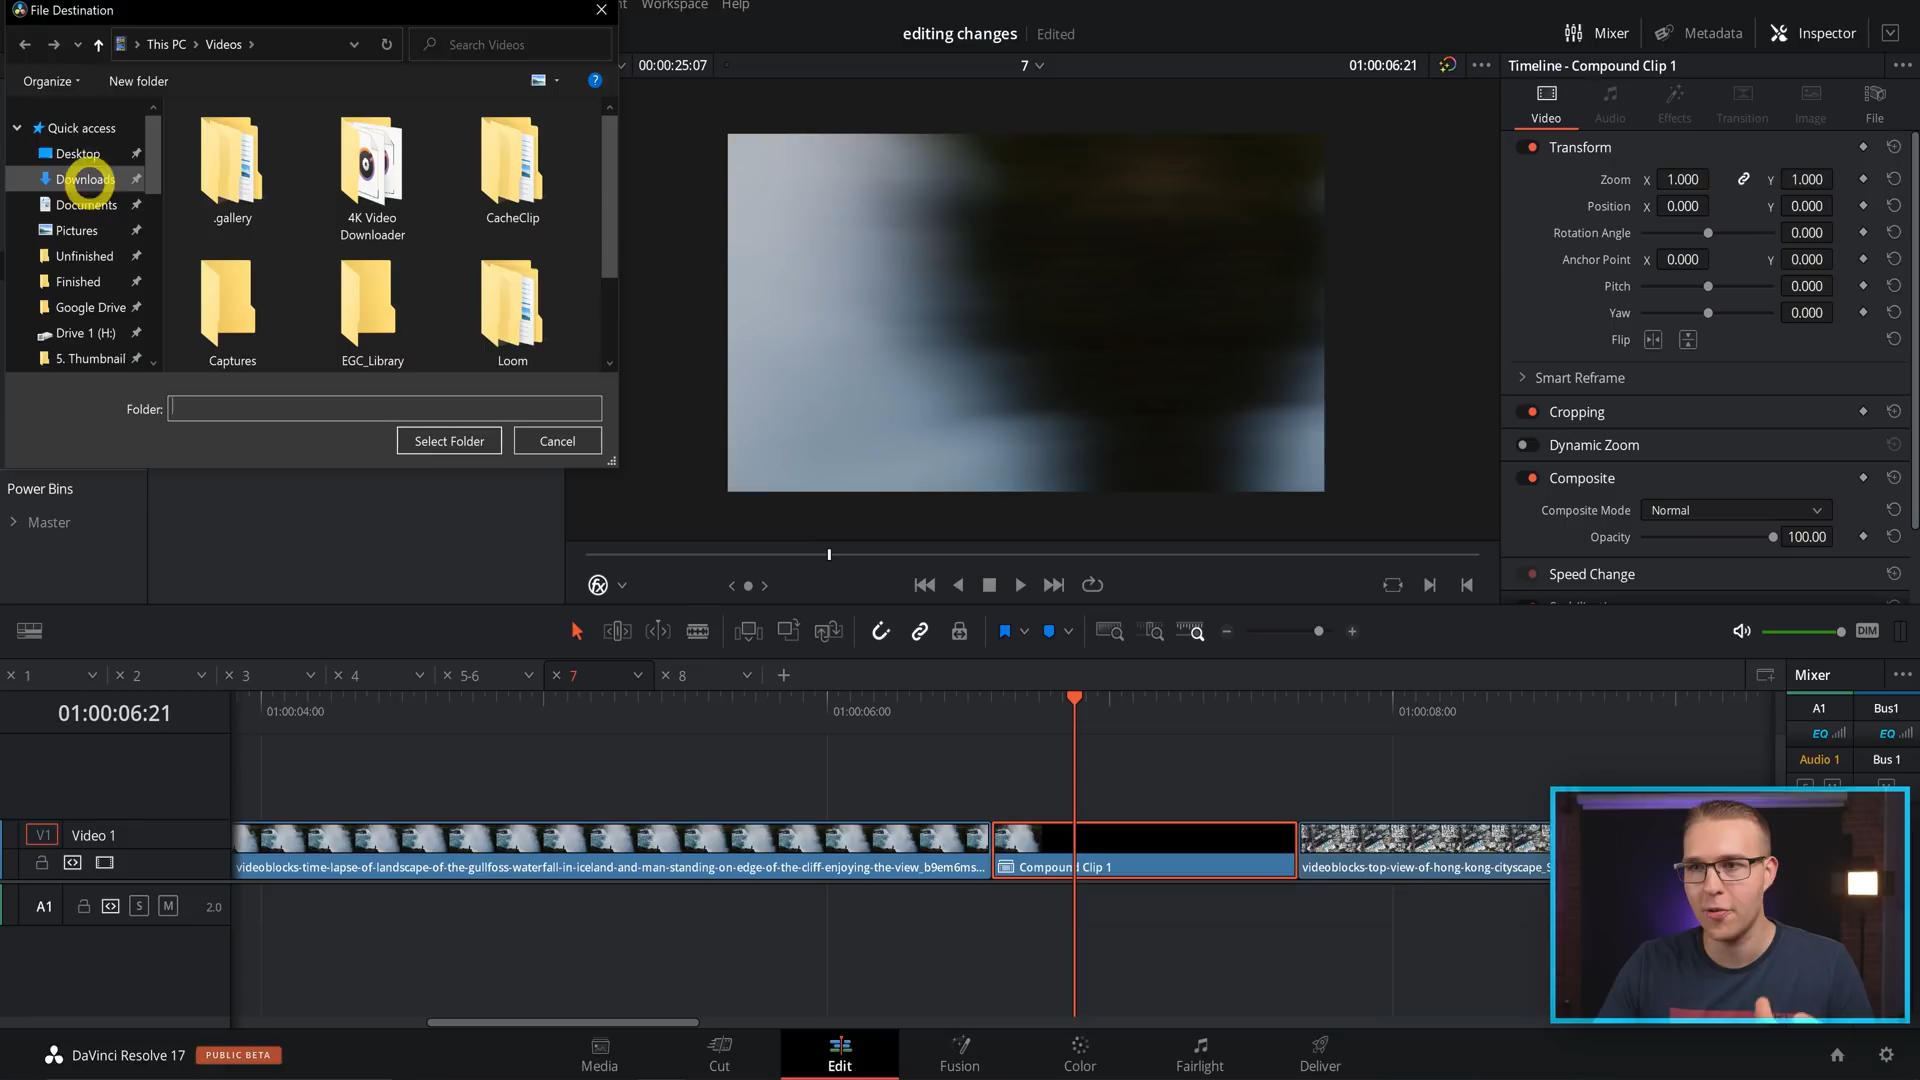 File Destination
Workspace Help
This PC Videos
Search Videos
Organize
New folder
Quick access
Desktop
Downloads
Documents
Pictures
Unfinished
Finished
Google Drive
Drive 1 (H:)
5. Thumbnail
.gallery
4K Video
Downloader
CacheClip
Captures
EGC_Library
Loom
Folder:
Select Folder
Cancel
Power Bins
Master
editing changes
Edited
Mixer
Metadata
Inspector
00:00:25:07
7
01:00:06:21
Timeline - Compound Clip 1
Video
Audio
Effects
Transition
Image
File
Transform
Zoom X 1.000 Y 1.000
Position X 0.000 Y 0.000
Rotation Angle 0.000
Anchor Point X 0.000 Y 0.000
Pitch 0.000
Yaw 0.000
Flip
Smart Reframe
Cropping
Dynamic Zoom
Composite
Composite Mode Normal
Opacity 100.00
Speed Change
DIM
1
2
3
4
5-6
7
8
Mixer
01:00:06:21
01:00:04:00
01:00:06:00
01:00:08:00
A1
Bus1
EQ
EQ
Audio 1
Bus 1
V1
Video 1
videoblocks-time-lapse-of-landscape-of-the-gullfoss-waterfall-in-iceland-and-man-standing-on-edge-of-the-cliff-enjoying-the-view_b9em6ms...
Compound Clip 1
videoblocks-top-view-of-hong-kong-cityscape_S
A1
S
M
2.0
DaVinci Resolve 17
PUBLIC BETA
Media
Cut
Edit
Fusion
Color
Fairlight
Deliver